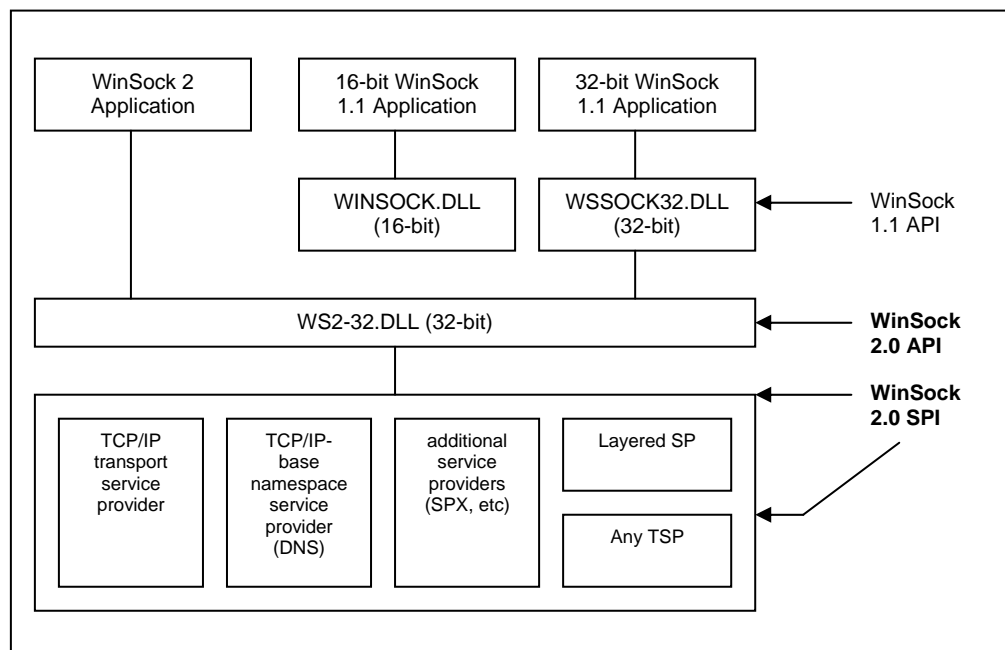 WinSock 2
Application
16-bit WinSock
1.1 Application
32-bit WinSock
1.1 Application
WINSOCK.DLL
(16-bit)
WSSOCK32.DLL
(32-bit)
WinSock
1.1 API
WS2-32.DLL (32-bit)
WinSock
2.0 API
WinSock
2.0 SPI
TCP/IP
transport
service
provider
TCP/IP-
base
namespace
service
provider
(DNS)
additional
service
providers
(SPX, etc)
Layered SP
Any TSP